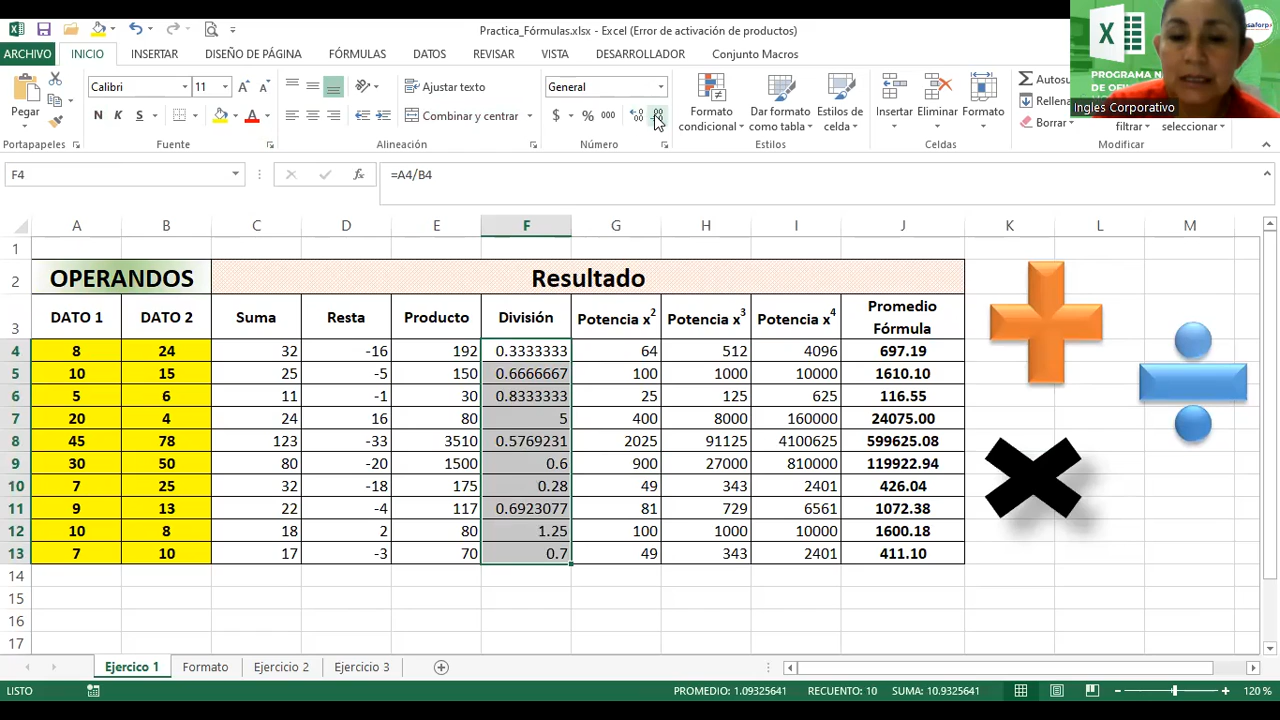 Practica_Fórmulas.xlsx - Excel (Error de activación de productos)
ARCHIVO INICIO INSERTAR DISEÑO DE PÁGINA FÓRMULAS DATOS REVISAR VISTA DESARROLLADOR Conjunto Macros
PROGRAMA N
DE OFI
Ingles Corporativo
Pegar
Calibri 11
N K S
Ajustar texto
Combinar y centrar
General
$ % 000
Formato condicional
Dar formato como tabla
Estilos de celda
Insertar
Eliminar
Formato
Autosu
Rellena
Borrar
filtrar
seleccionar
Portapapeles Fuente Alineación Número Estilos Celdas Modificar
F4 fx =A4/B4
A B C D E F G H I J K L M
1
2 OPERANDOS Resultado
3 DATO 1 DATO 2 Suma Resta Producto División Potencia x² Potencia x³ Potencia x⁴ Promedio Fórmula
4 8 24 32 -16 192 0.3333333 64 512 4096 697.19
5 10 15 25 -5 150 0.6666667 100 1000 10000 1610.10
6 5 6 11 -1 30 0.8333333 25 125 625 116.55
7 20 4 24 16 80 5 400 8000 160000 24075.00
8 45 78 123 -33 3510 0.5769231 2025 91125 4100625 599625.08
9 30 50 80 -20 1500 0.6 900 27000 810000 119922.94
10 7 25 32 -18 175 0.28 49 343 2401 426.04
11 9 13 22 -4 117 0.6923077 81 729 6561 1072.38
12 10 8 18 2 80 1.25 100 1000 10000 1600.18
13 7 10 17 -3 70 0.7 49 343 2401 411.10
14
15
16
17
Ejercico 1 Formato Ejercicio 2 Ejercicio 3
LISTO PROMEDIO: 1.09325641 RECUENTO: 10 SUMA: 10.9325641 120 %